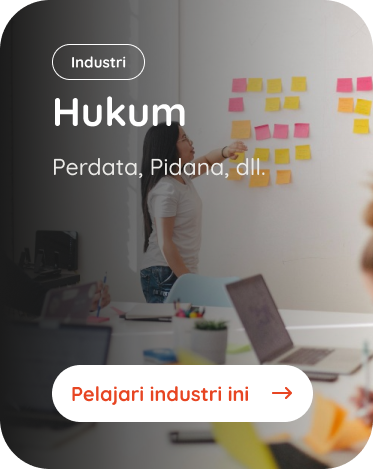 Industri
Hukum
Perdata, Pidana, dll.
Pelajari industri ini